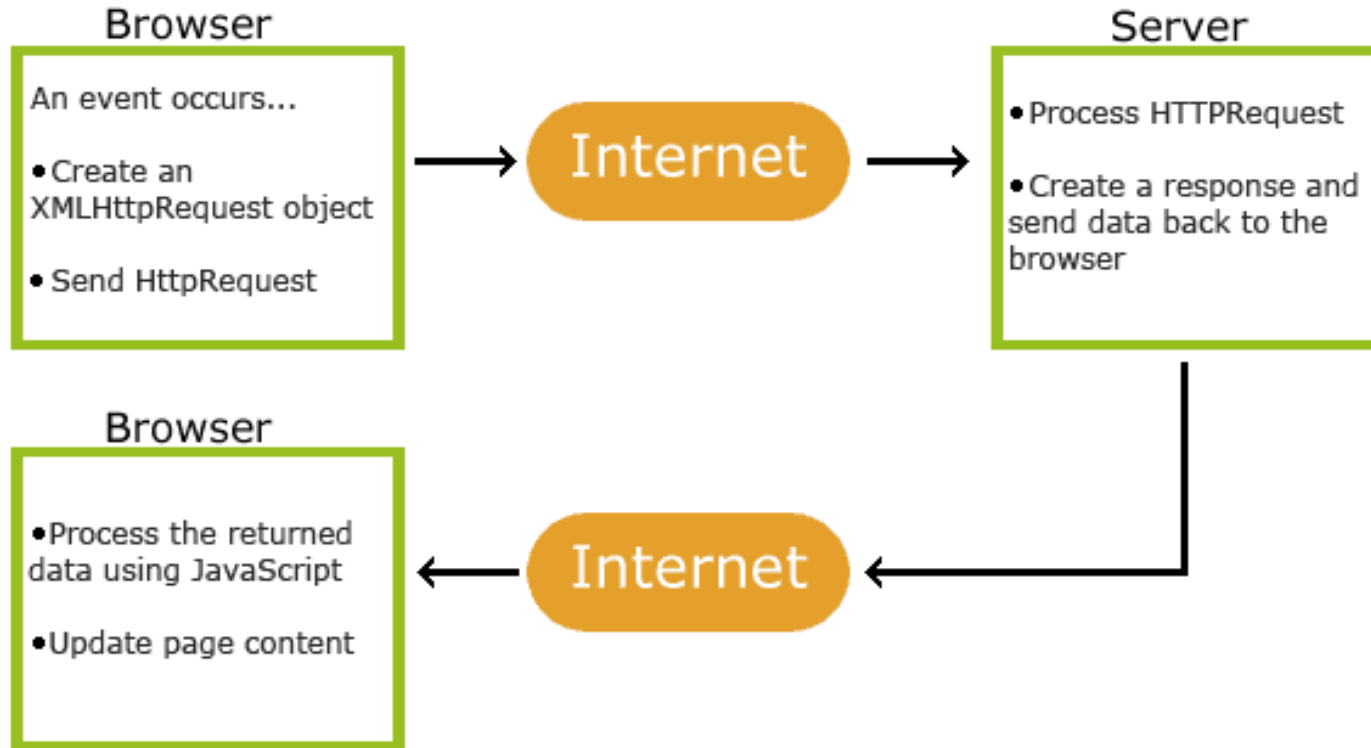 Browser
An event occurs...
•Create an
XMLHttpRequest object
• Send HttpRequest
Internet
Server
•Process HTTPRequest
•Create a response and
send data back to the
browser
Browser
•Process the returned
data using JavaScript
•Update page content
Internet